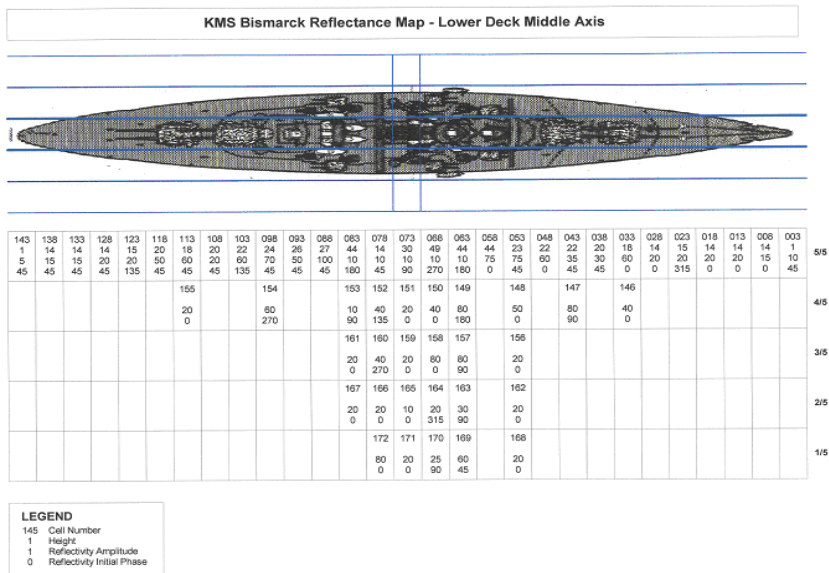 KMS Bismarck Reflectance Map - Lower Deck Middle Axis
143 138 133 128 123 118 113 108 103 098 093 088 083 078 073 068 063 058 053 048 043 038 033 028 023 018 013 008 003
1 14 14 14 15 20 18 20 22 24 26 27 44 14 30 49 10 44 23 22 22 20 18 14 15 14 14 14 1
5 15 15 20 20 50 60 20 60 70 50 100 10 10 10 10 10 75 75 60 35 30 60 20 20 20 20 15 10
45 45 45 45 135 45 45 45 135 45 45 45 180 45 90 270 180 0 45 0 45 45 0 0 315 0 0 0 45
5/5
155 154 153 152 151 150 149 148 147 146
20 60 10 40 20 40 80 50 80 40
0 270 90 135 0 0 180 0 90 0
4/5
161 160 159 158 157 156
20 40 20 80 80 20
0 270 0 0 90 0
3/5
167 166 165 164 163 162
20 20 10 20 30 20
0 0 0 315 90 0
2/5
172 171 170 169 168
80 20 25 60 20
0 0 90 45 0
1/5
LEGEND
145 Cell Number
1 Height
1 Reflectivity Amplitude
0 Reflectivity Initial Phase